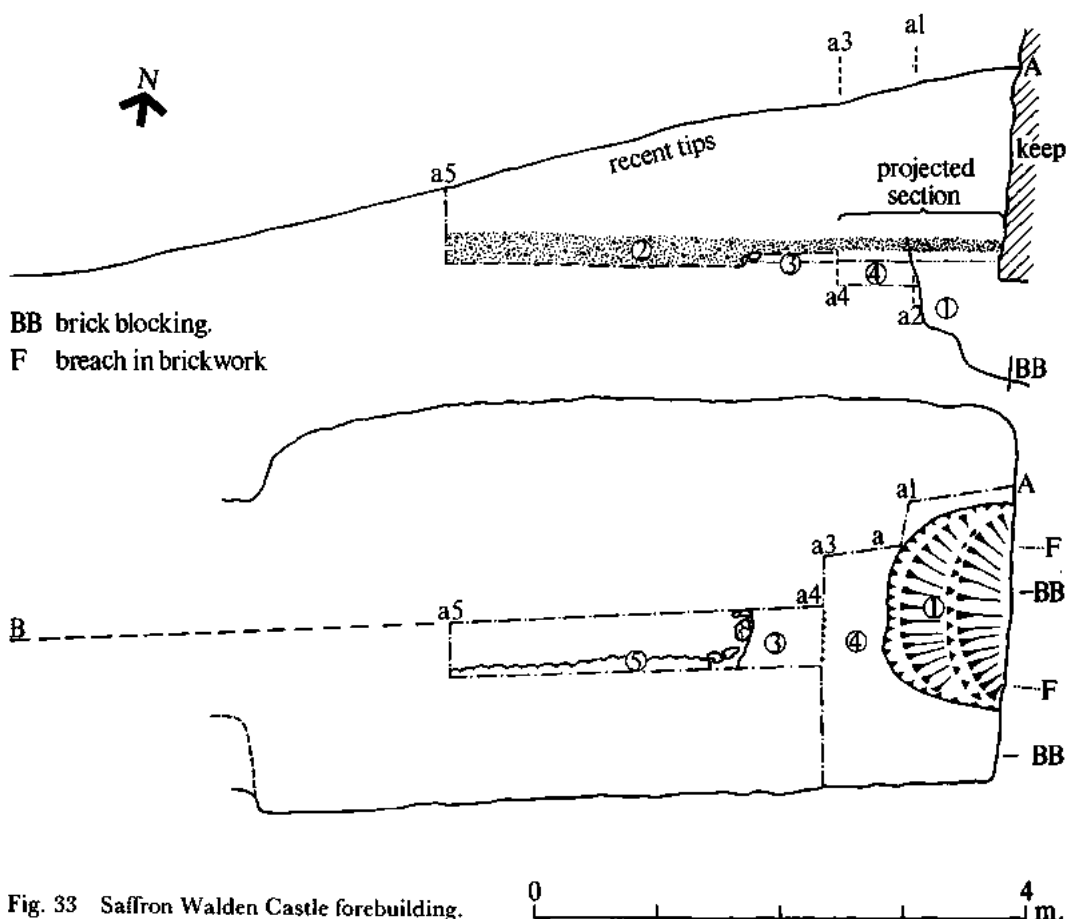 a1
a3
N
A
recent tips
keep
a5
projected
section
②
③
④
a4
a2
①
BB brick blocking.
F breach in brickwork
BB
a1
A
a3
a
F
a5
a4
①
BB
B
③
④
⑤
F
BB
Fig. 33 Saffron Walden Castle forebuilding.
0
4
m.